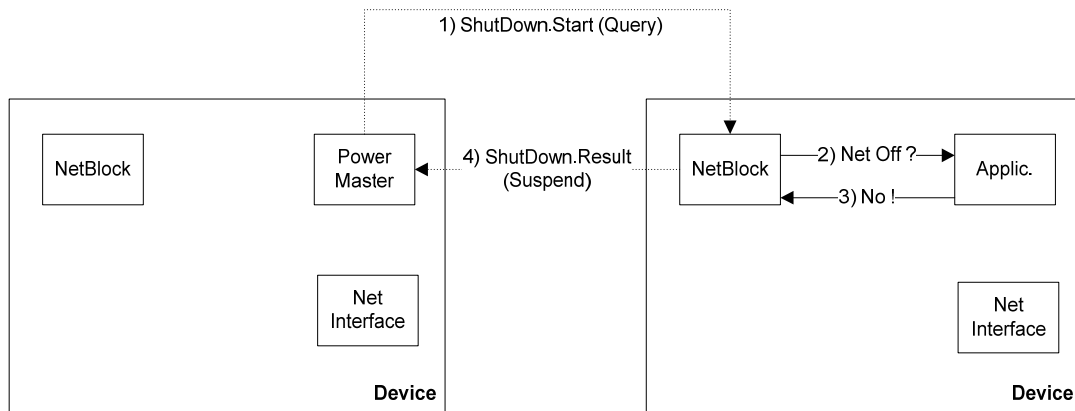 1) ShutDown.Start (Query)
NetBlock
Power
Master
4) ShutDown.Result
(Suspend)
NetBlock
2) Net Off ?
3) No !
Applic.
Net
Interface
Device
Net
Interface
Device